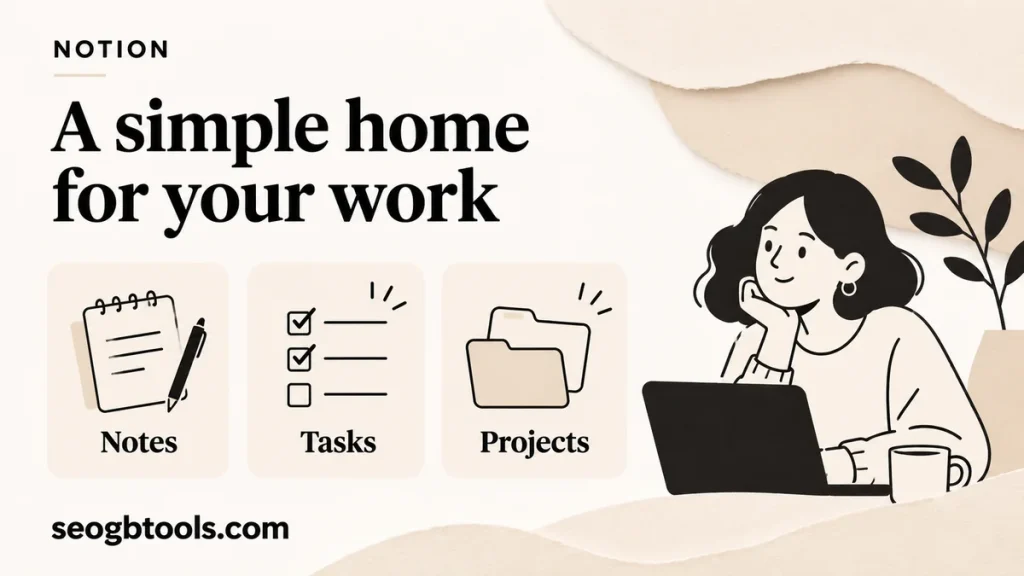 NOTION
A simple home
for your work
Notes
Tasks
Projects
seogbtools.com